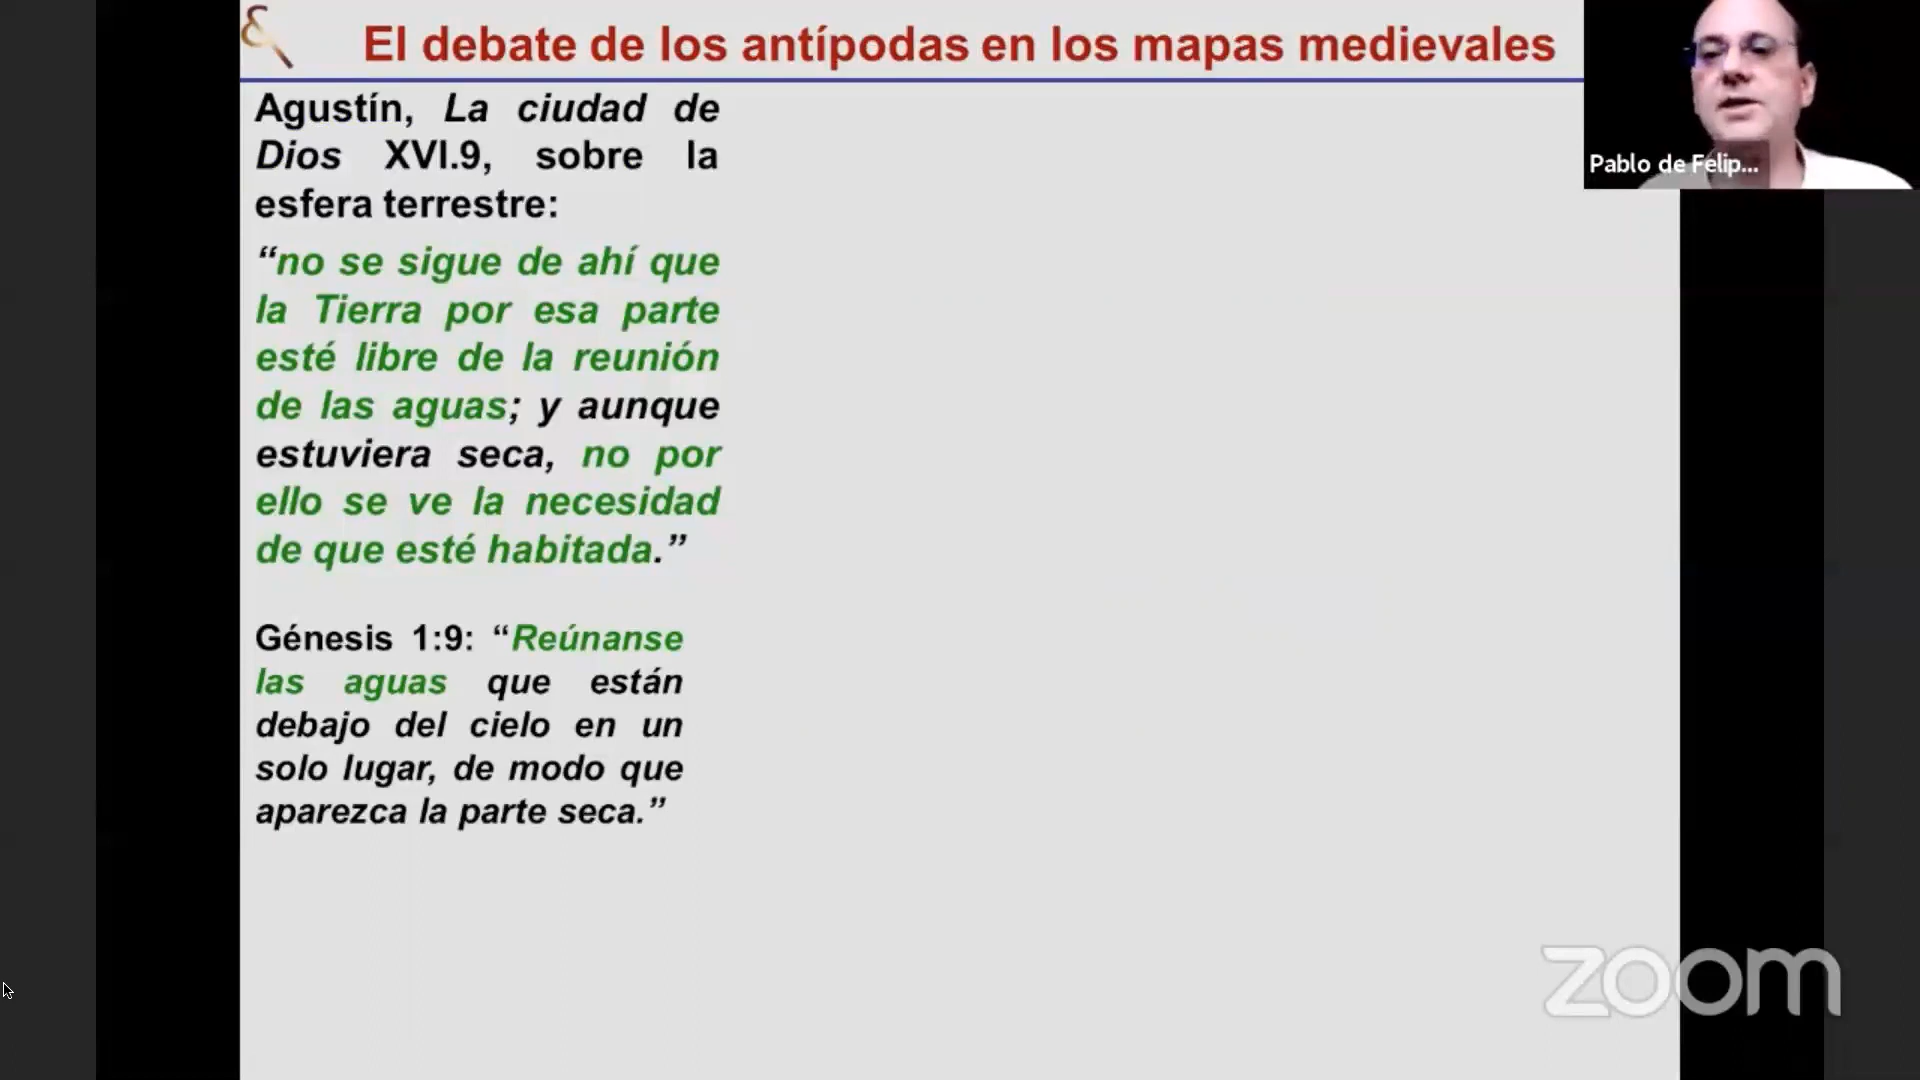 El debate de los antípodas en los mapas medievales
Agustín, La ciudad de
Dios XVI.9, sobre la
esfera terrestre:
“no se sigue de ahí que
la Tierra por esa parte
esté libre de la reunión
de las aguas; y aunque
estuviera seca, no por
ello se ve la necesidad
de que esté habitada.”
Génesis 1:9: “Reúnanse
las aguas que están
debajo del cielo en un
solo lugar, de modo que
aparezca la parte seca.”
Pablo de Felip...
zoom